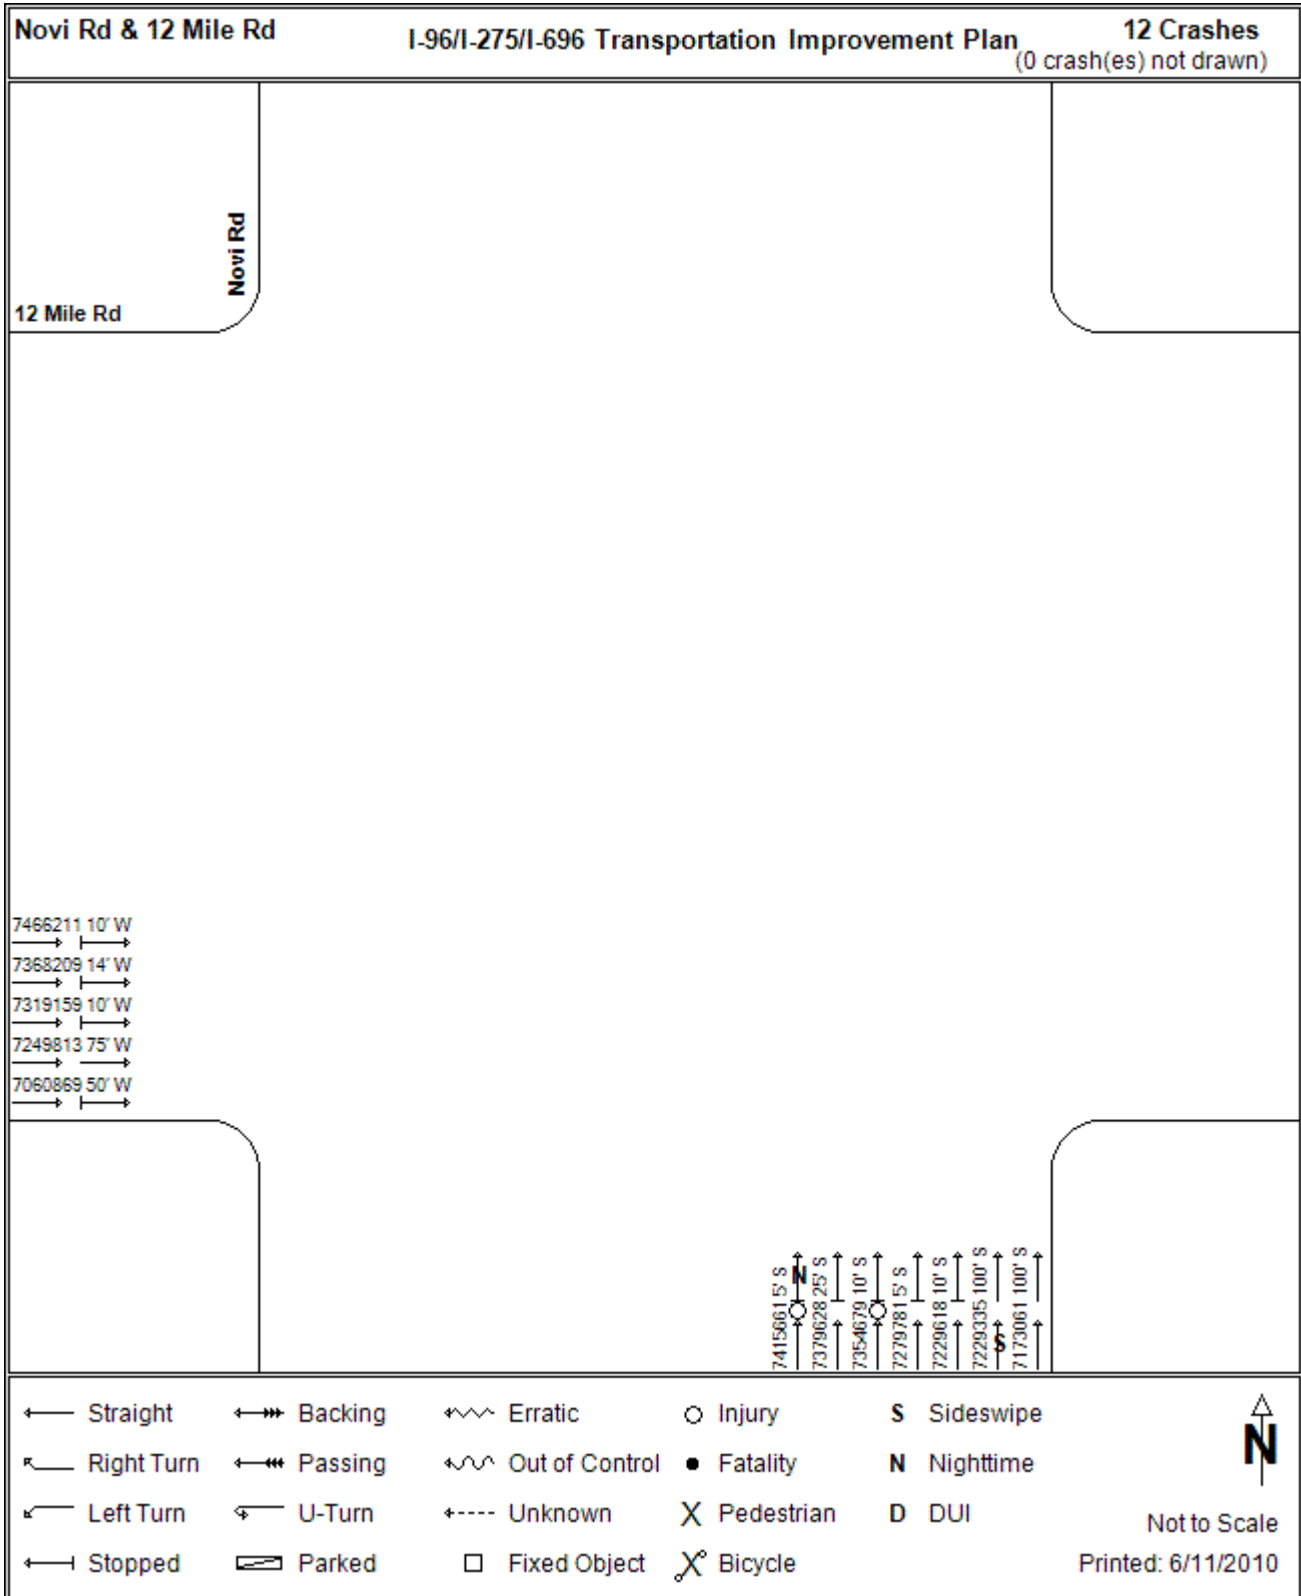 Novi Rd & 12 Mile Rd
I-96/I-275/I-696 Transportation Improvement Plan
12 Crashes
(0 crash(es) not drawn)
Novi Rd
12 Mile Rd
7466211 10' W
7368209 14' W
7319159 10' W
7249813 75' W
7060869 50' W
7415661 5' S
N
7379628 25' S
7354679 10' S
7279781 5' S
7229618 10' S
7229335 100' S
S
7173061 100' S
Straight
Backing
Erratic
Injury
S Sideswipe
Right Turn
Passing
Out of Control
Fatality
N Nighttime
Left Turn
U-Turn
Unknown
X Pedestrian
D DUI
Stopped
Parked
Fixed Object
Bicycle
N
Not to Scale
Printed: 6/11/2010